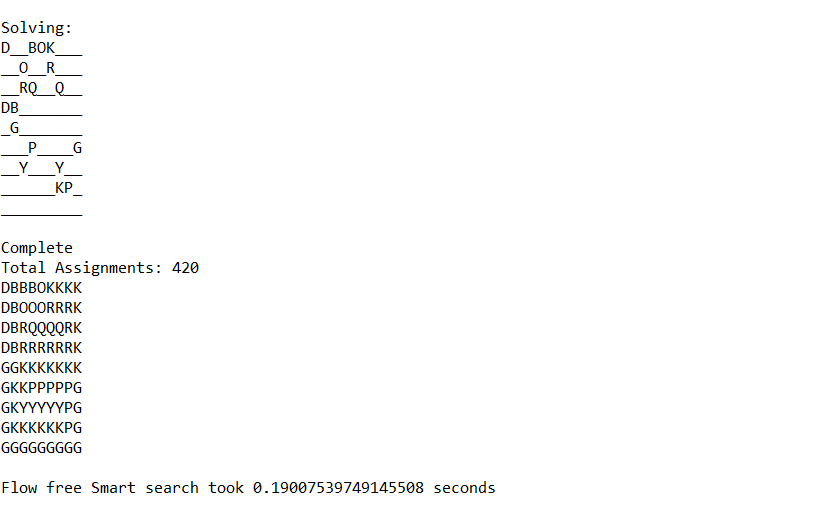 Solving:
D__BOK___
__O__R___
__RQ__Q__
DB_______
_G_______
___P____G
__Y___Y__
______KP_
_________
Complete
Total Assignments: 420
DBBBOKKKK
DBOOORRRK
DBRQQQQRK
DBRRRRRRK
GGKKKKKKK
GKKPPPPPG
GKYYYYYPG
GKKKKKKPG
GGGGGGGGG
Flow free Smart search took 0.19007539749145508 seconds